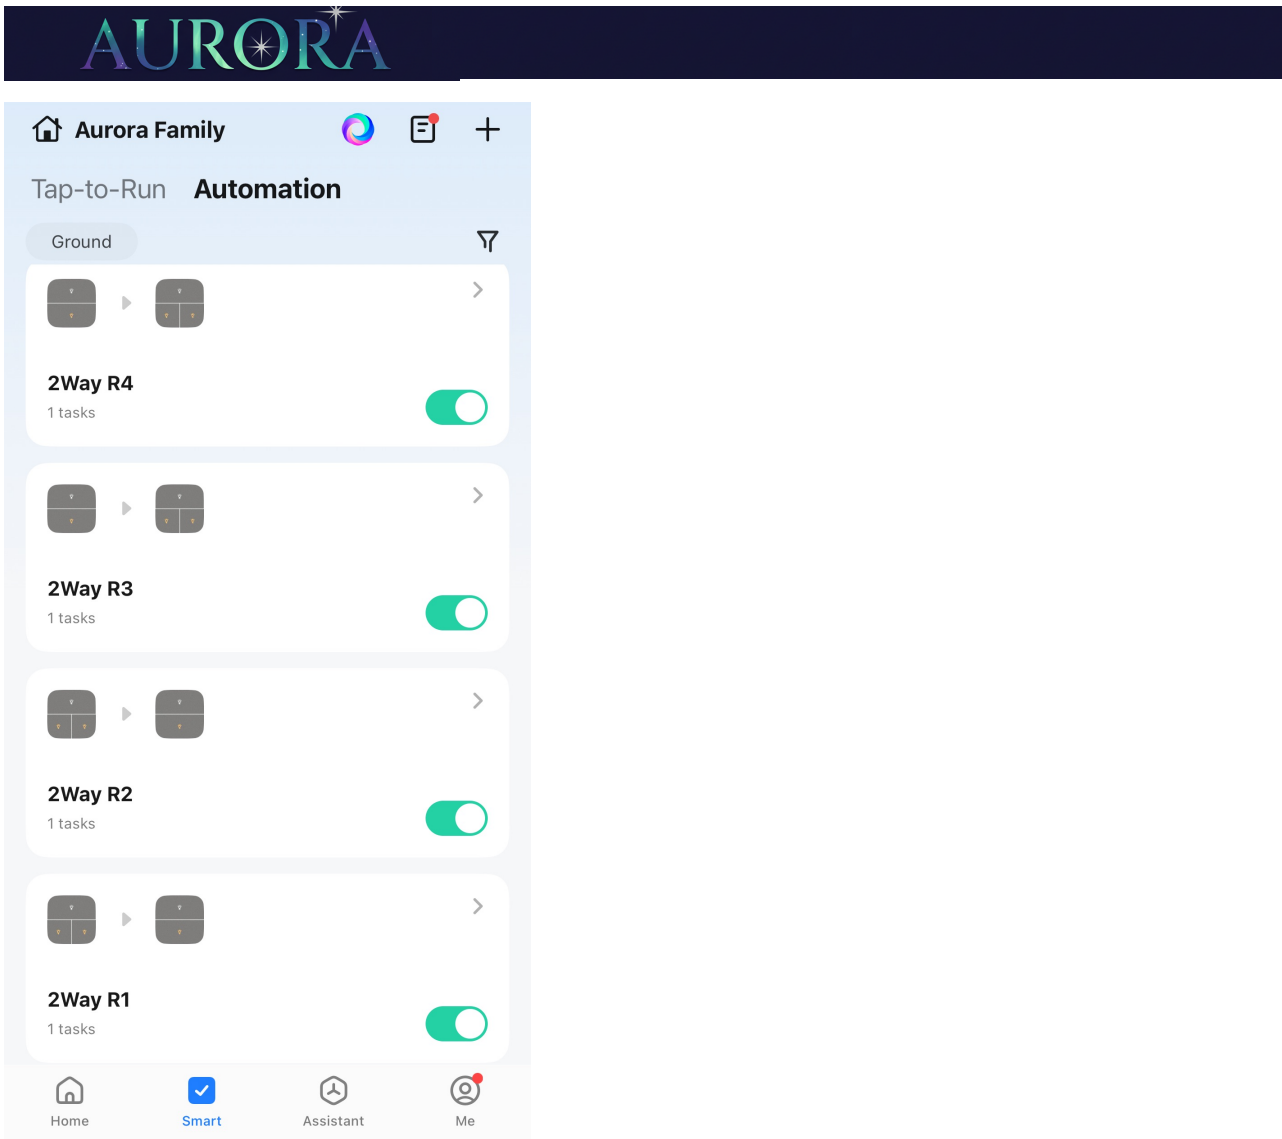 AURORA
Aurora Family
Tap-to-Run Automation
Ground
2Way R4
1 tasks
2Way R3
1 tasks
2Way R2
1 tasks
2Way R1
1 tasks
Home Smart Assistant Me